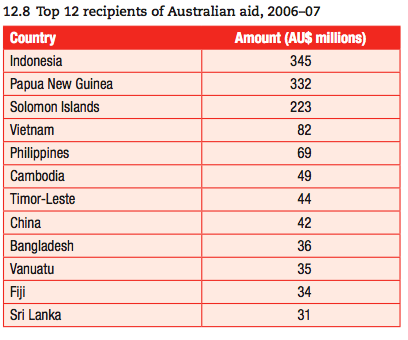 12.8 Top 12 recipients of Australian aid, 2006–07
Country Amount (AU$ millions)
Indonesia 345
Papua New Guinea 332
Solomon Islands 223
Vietnam 82
Philippines 69
Cambodia 49
Timor-Leste 44
China 42
Bangladesh 36
Vanuatu 35
Fiji 34
Sri Lanka 31